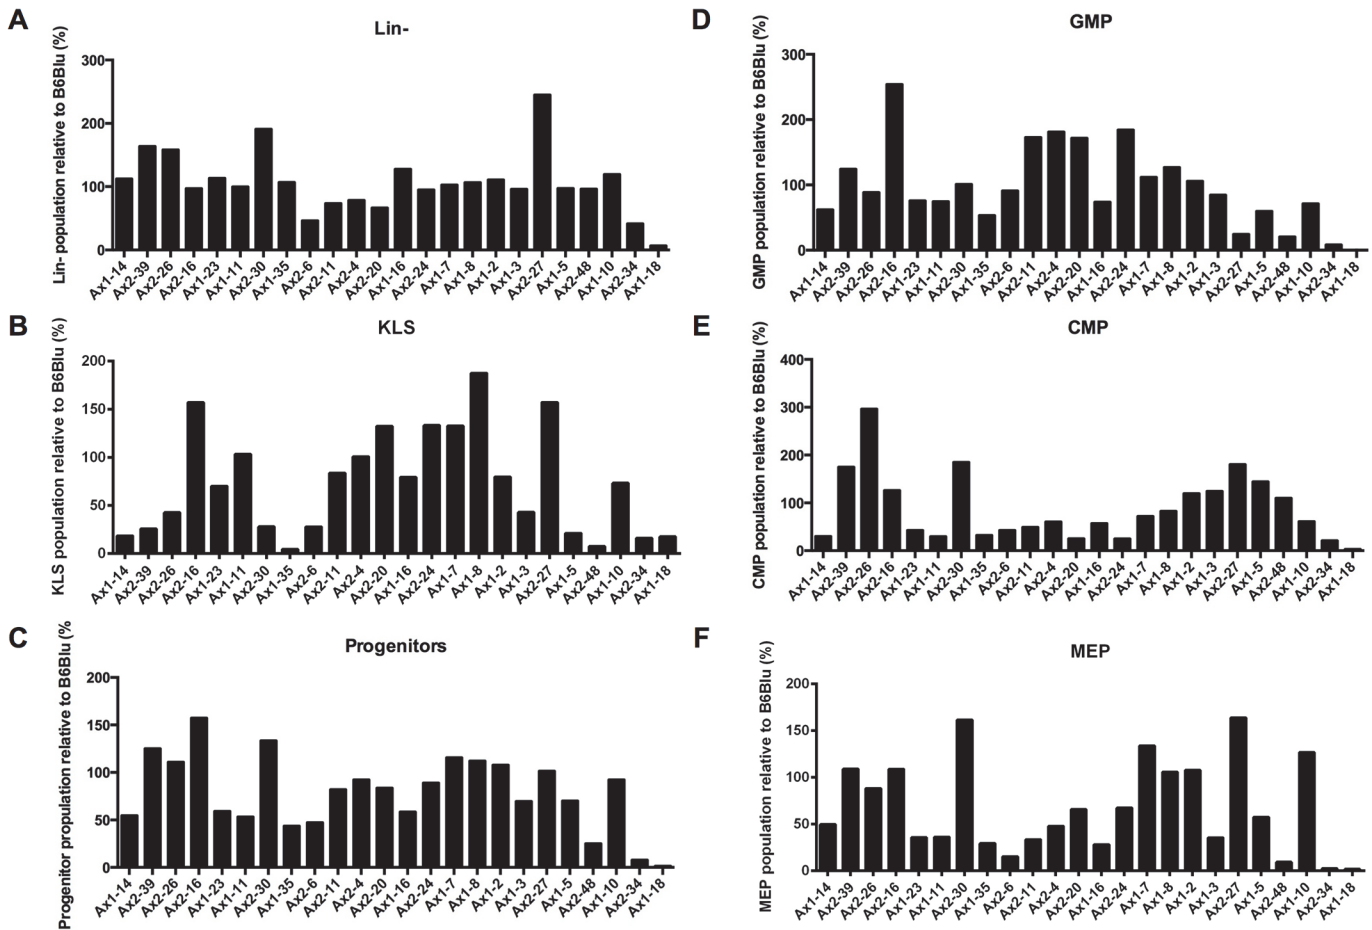 A
Lin-
Lin- population relative to B6Blu (%)
300
200
100
0
Ax1-14 Ax2-39 Ax2-26 Ax2-16 Ax1-23 Ax1-11 Ax2-30 Ax1-35 Ax2-6 Ax2-11 Ax2-4 Ax2-20 Ax1-16 Ax2-24 Ax1-7 Ax1-8 Ax1-2 Ax1-3 Ax2-27 Ax1-5 Ax2-48 Ax1-10 Ax2-34 Ax1-18
B
KLS
KLS population relative to B6Blu (%)
200
150
100
50
0
Ax1-14 Ax2-39 Ax2-26 Ax2-16 Ax1-23 Ax1-11 Ax2-30 Ax1-35 Ax2-6 Ax2-11 Ax2-4 Ax2-20 Ax1-16 Ax2-24 Ax1-7 Ax1-8 Ax1-2 Ax1-3 Ax2-27 Ax1-5 Ax2-48 Ax1-10 Ax2-34 Ax1-18
C
Progenitors
Progenitor propulation relative to B6Blu (%
200
150
100
50
0
Ax1-14 Ax2-39 Ax2-26 Ax2-16 Ax1-23 Ax1-11 Ax2-30 Ax1-35 Ax2-6 Ax2-11 Ax2-4 Ax2-20 Ax1-16 Ax2-24 Ax1-7 Ax1-8 Ax1-2 Ax1-3 Ax2-27 Ax1-5 Ax2-48 Ax1-10 Ax2-34 Ax1-18
D
GMP
GMP population relative to B6Blu (%)
300
200
100
0
Ax1-14 Ax2-39 Ax2-26 Ax2-16 Ax1-23 Ax1-11 Ax2-30 Ax1-35 Ax2-6 Ax2-11 Ax2-4 Ax2-20 Ax1-16 Ax2-24 Ax1-7 Ax1-8 Ax1-2 Ax1-3 Ax2-27 Ax1-5 Ax2-48 Ax1-10 Ax2-34 Ax1-18
E
CMP
CMP population relative to B6Blu (%)
400
300
200
100
0
Ax1-14 Ax2-39 Ax2-26 Ax2-16 Ax1-23 Ax1-11 Ax2-30 Ax1-35 Ax2-6 Ax2-11 Ax2-4 Ax2-20 Ax1-16 Ax2-24 Ax1-7 Ax1-8 Ax1-2 Ax1-3 Ax2-27 Ax1-5 Ax2-48 Ax1-10 Ax2-34 Ax1-18
F
MEP
MEP population relative to B6Blu (%)
200
150
100
50
0
Ax1-14 Ax2-39 Ax2-26 Ax2-16 Ax1-23 Ax1-11 Ax2-30 Ax1-35 Ax2-6 Ax2-11 Ax2-4 Ax2-20 Ax1-16 Ax2-24 Ax1-7 Ax1-8 Ax1-2 Ax1-3 Ax2-27 Ax1-5 Ax2-48 Ax1-10 Ax2-34 Ax1-18